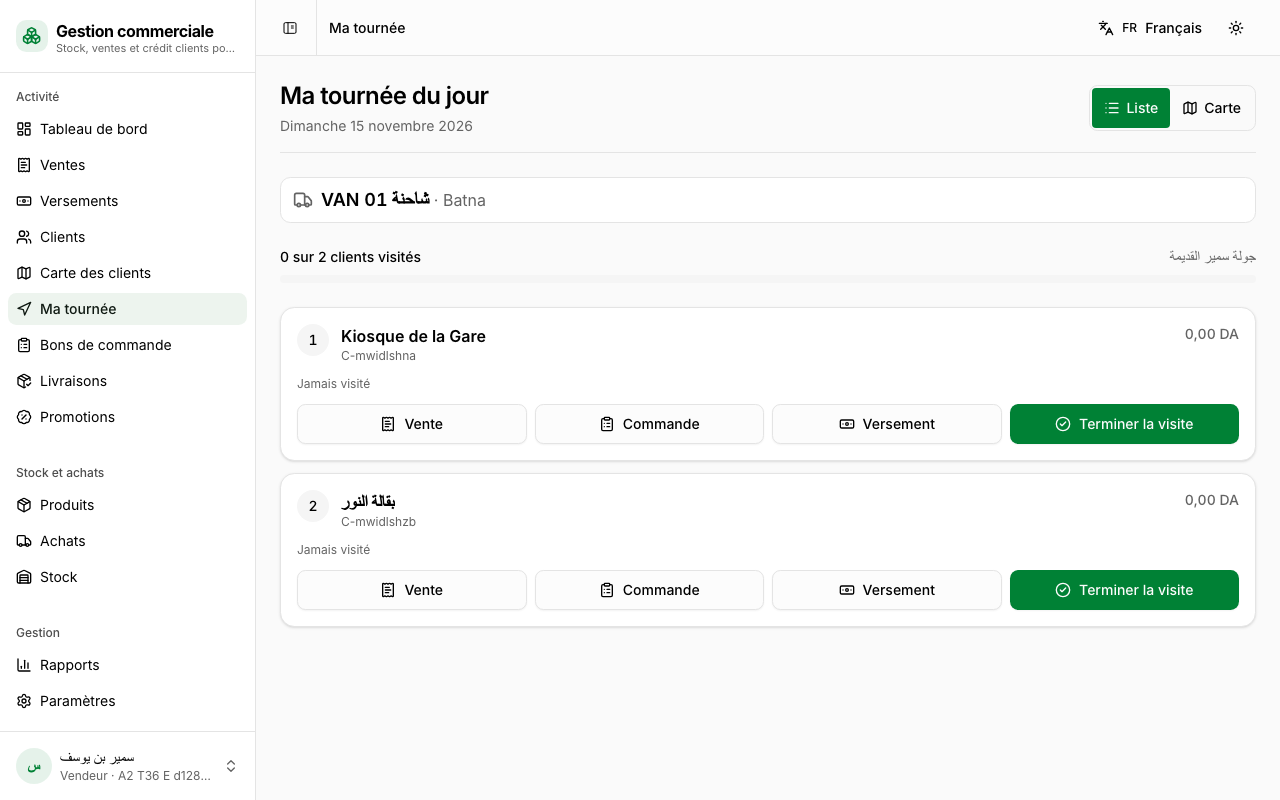 Gestion commerciale
Stock, ventes et crédit clients po...
Activité
Tableau de bord
Ventes
Versements
Clients
Carte des clients
Ma tournée
Bons de commande
Livraisons
Promotions
Stock et achats
Produits
Achats
Stock
Gestion
Rapports
Paramètres
س
سمير بن يوسف
Vendeur · A2 T36 E d128...
Ma tournée
FR Français
Ma tournée du jour
Dimanche 15 novembre 2026
Liste
Carte
VAN 01 شاحنة · Batna
0 sur 2 clients visités
جولة سمير القديمة
1 Kiosque de la Gare
0,00 DA
C-mwidlshna
Jamais visité
Vente
Commande
Versement
Terminer la visite
2 بقالة النور
0,00 DA
C-mwidlshzb
Jamais visité
Vente
Commande
Versement
Terminer la visite